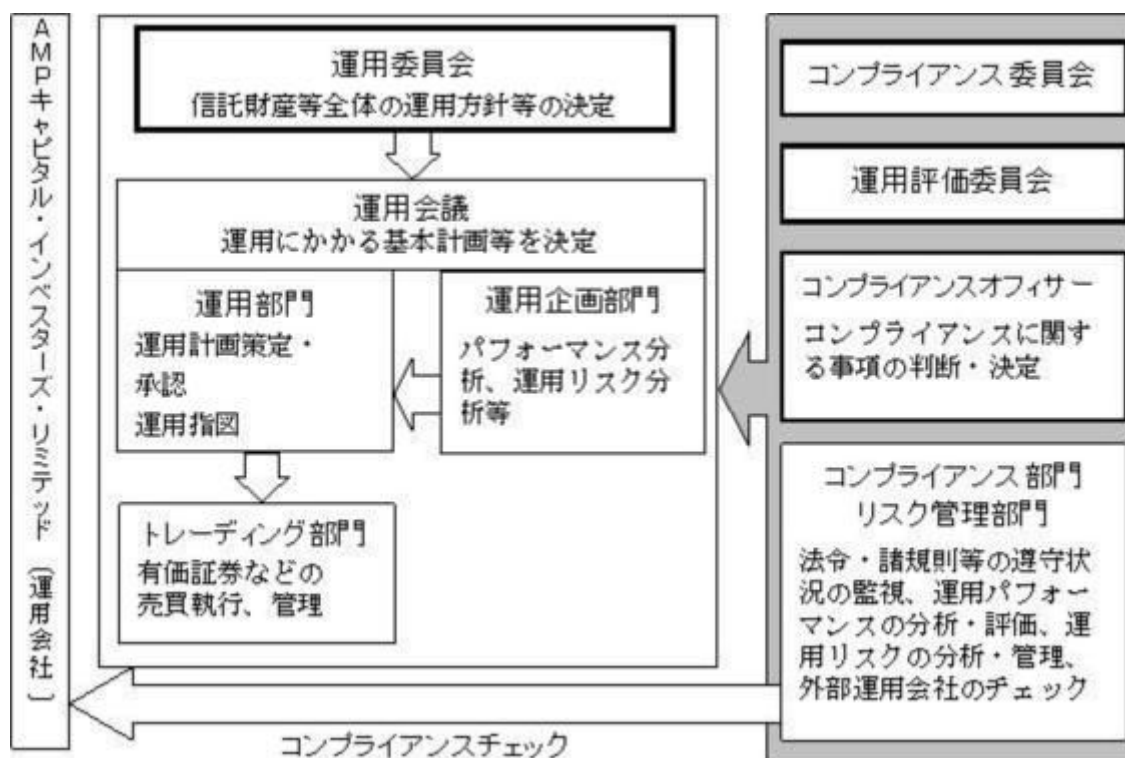 AMPキャピタル・インベスターズ・リミテッド（運用会社）
運用委員会
信託財産等全体の運用方針等の決定
運用会議
運用にかかる基本計画等を決定
運用部門
運用計画策定・
承認
運用指図
運用企画部門
パフォーマンス分
析、運用リスク分
析等
トレーディング部門
有価証券などの
売買執行、管理
コンプライアンス委員会
運用評価委員会
コンプライアンスオフィサー
コンプライアンスに関す
る事項の判断・決定
コンプライアンス部門
リスク管理部門
法令・諸規則等の遵守状
況の監視、運用パフォー
マンスの分析・評価、運
用リスクの分析・管理、
外部運用会社のチェック
コンプライアンスチェック